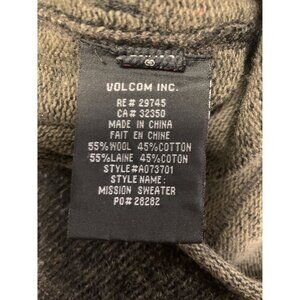 VOLCOM INC.
RE# 29745
CA# 32350
MADE IN CHINA
FAIT EN CHINE
55%WOOL 45%COTTON
55%LAINE 45%COTON
STYLE#A073701
STYLE NAME:
MISSION SWEATER
PO# 28282